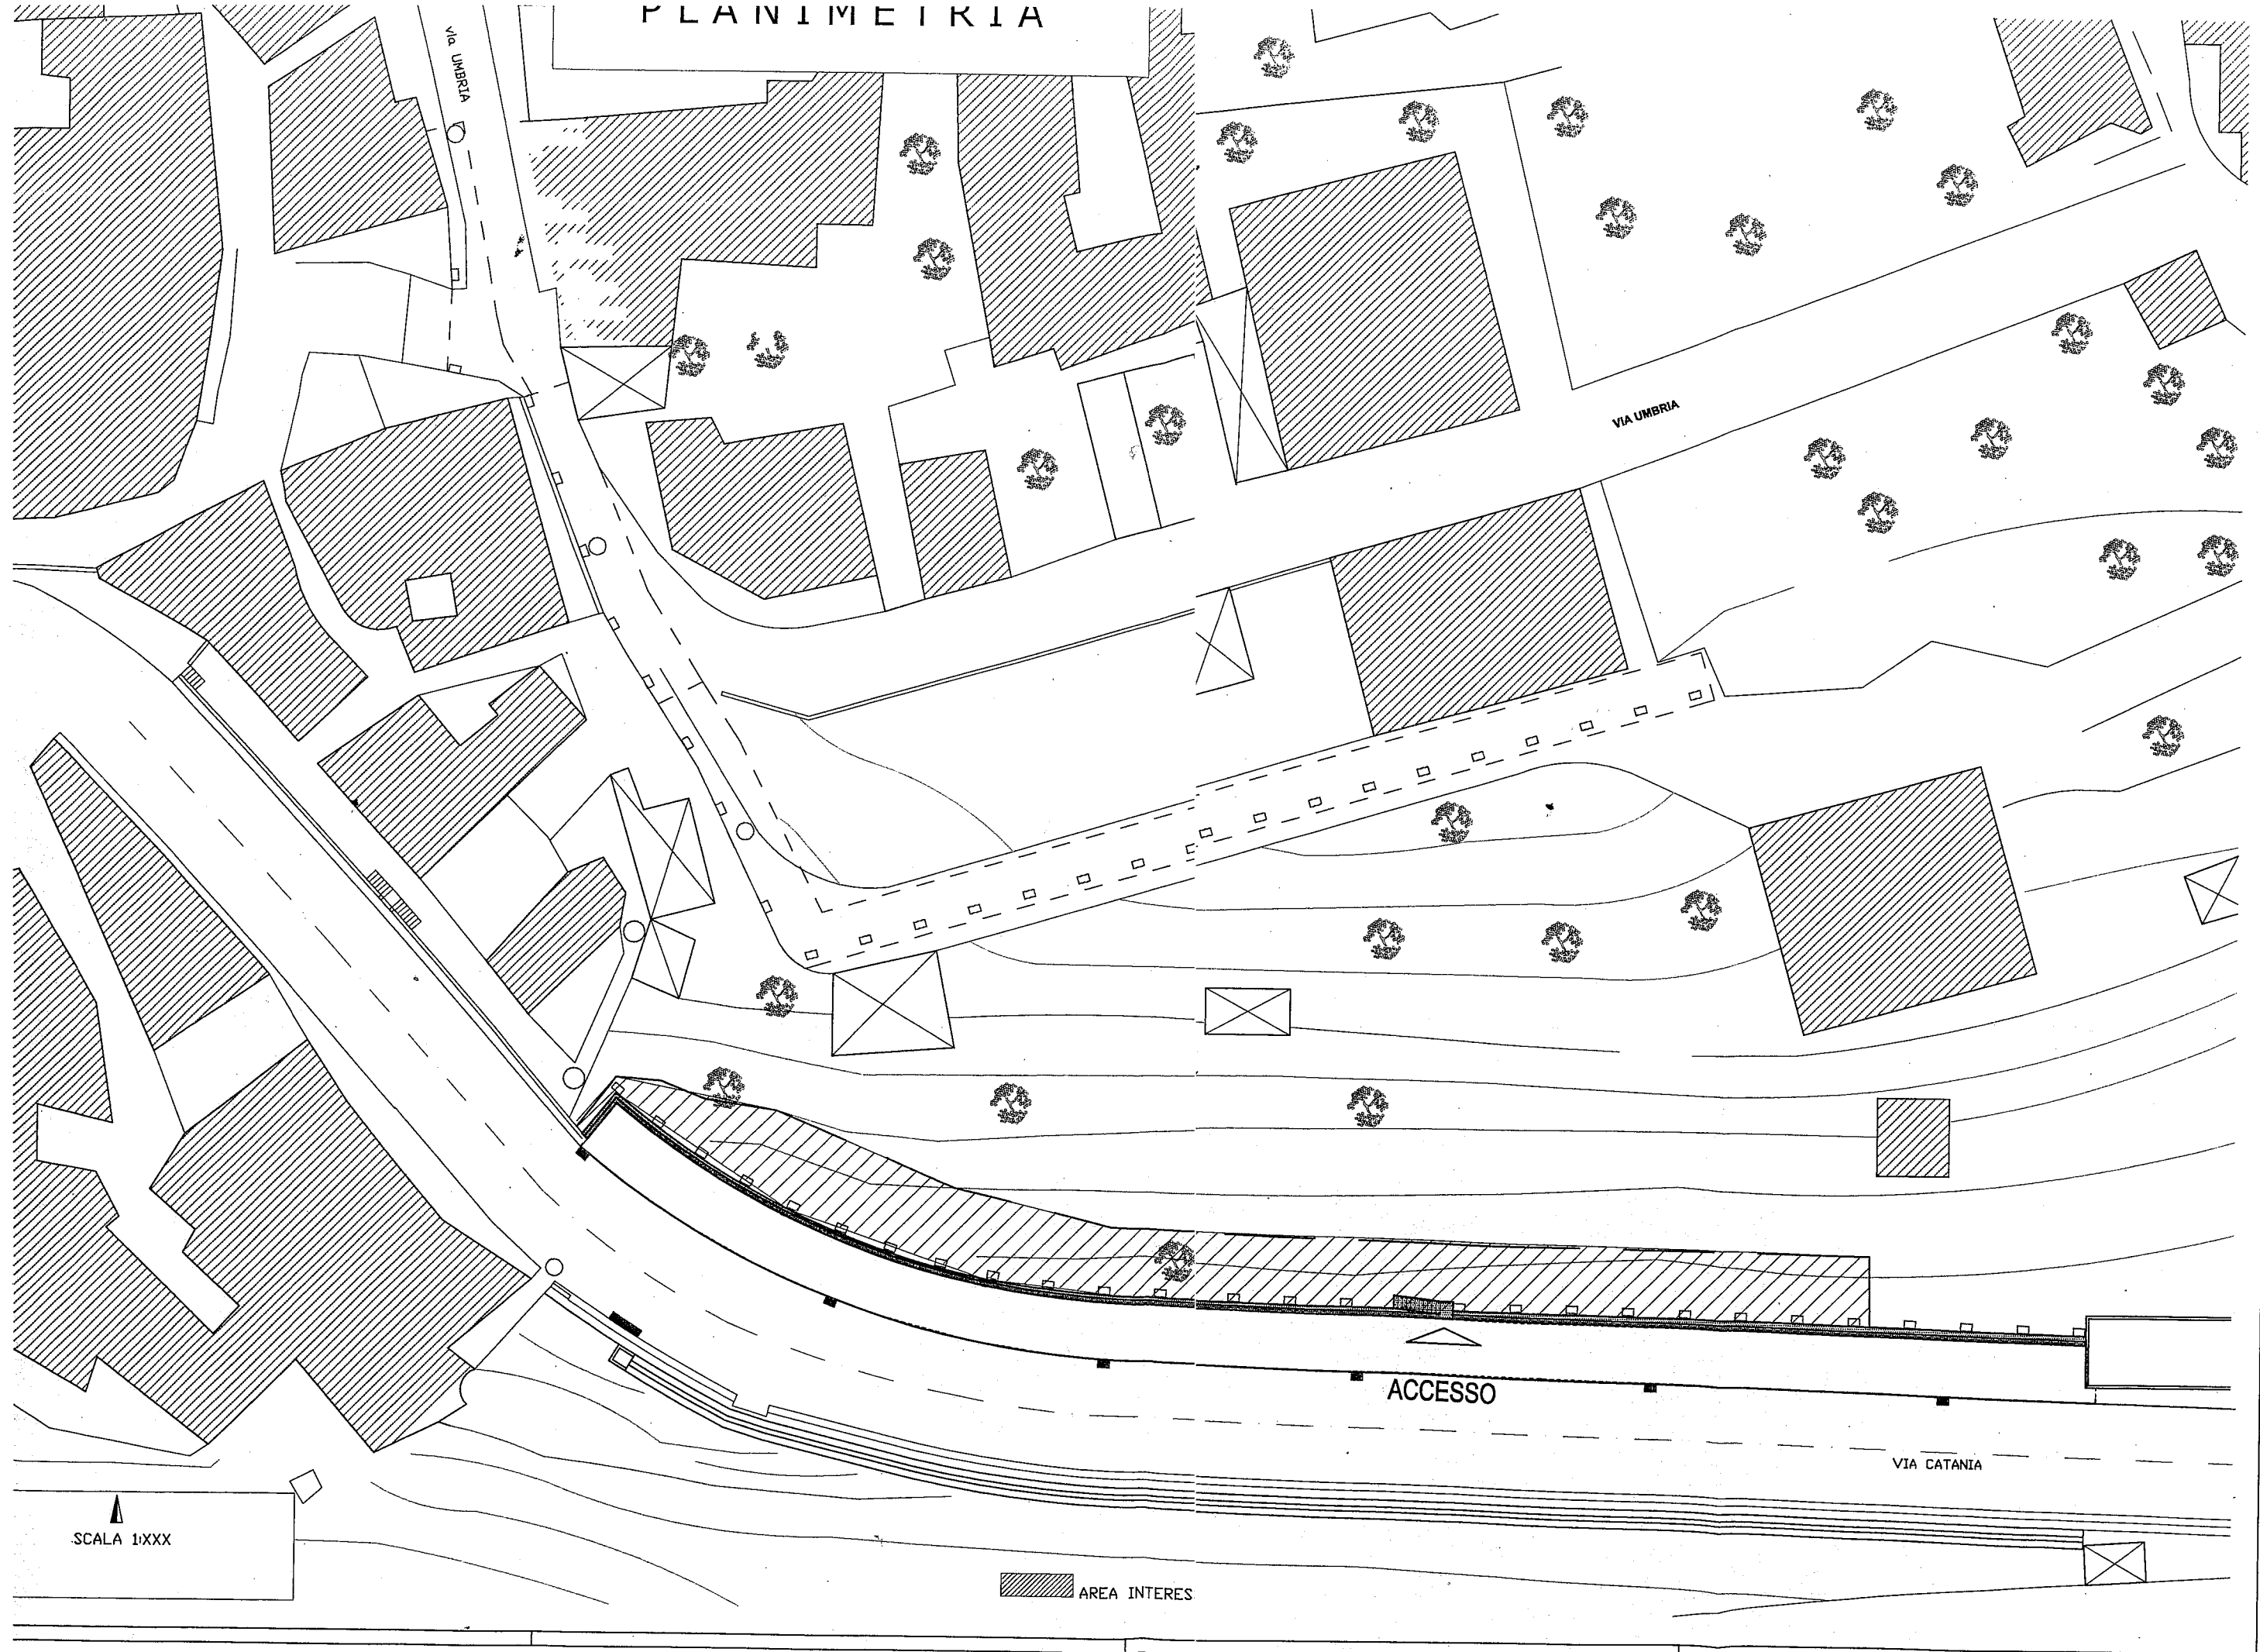 PLANIMETRIA
via UMBRIA
VIA UMBRIA
ACCESSO
VIA CATANIA
SCALA 1:XXX
AREA INTERES